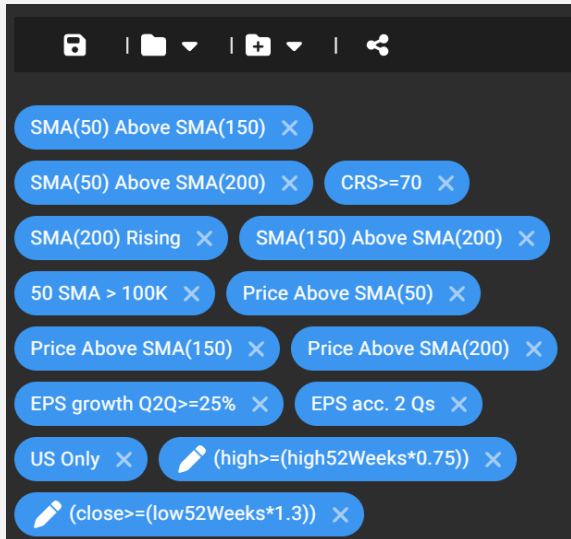 SMA(50) Above SMA(150)
SMA(50) Above SMA(200) CRS>=70
SMA(200) Rising SMA(150) Above SMA(200)
50 SMA > 100K Price Above SMA(50)
Price Above SMA(150) Price Above SMA(200)
EPS growth Q2Q>=25% EPS acc. 2 Qs
US Only (high>=(high52Weeks*0.75))
(close>=(low52Weeks*1.3))